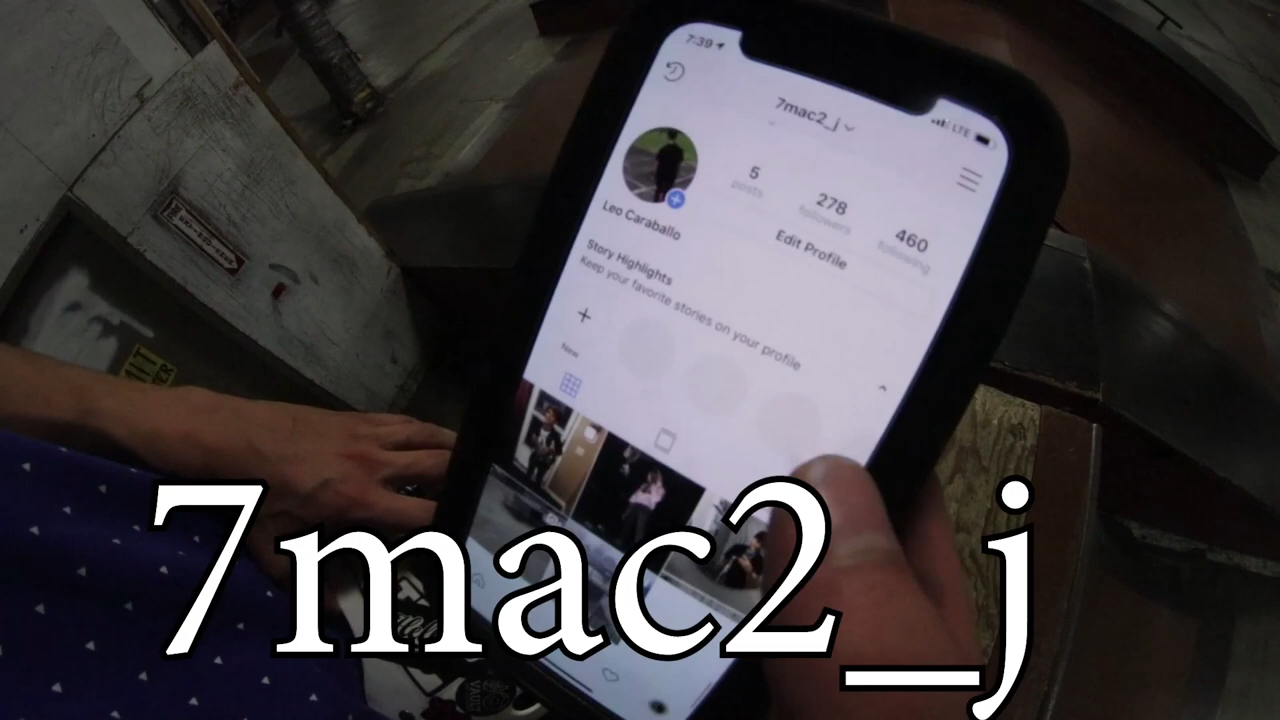 7:39
LTE
7mac2_j
5
posts
278
followers
460
following
Leo Caraballo
Edit Profile
Story Highlights
Keep your favorite stories on your profile
New
7mac2_j